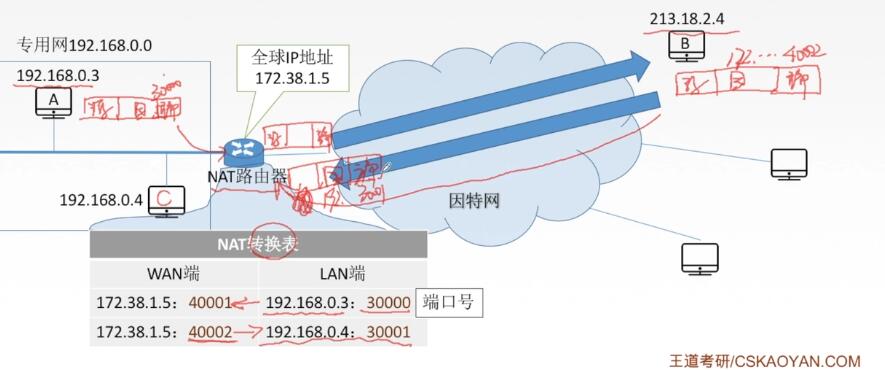 213.18.2.4
B
172....40002
专用网192.168.0.0
全球IP地址
172.38.1.5
192.168.0.3
30000
A
NAT路由器
192.168.0.4
C
因特网
NAT转换表
WAN端 LAN端
172.38.1.5：40001 192.168.0.3：30000 端口号
172.38.1.5：40002 192.168.0.4：30001
王道考研/CSKAOYAN.COM